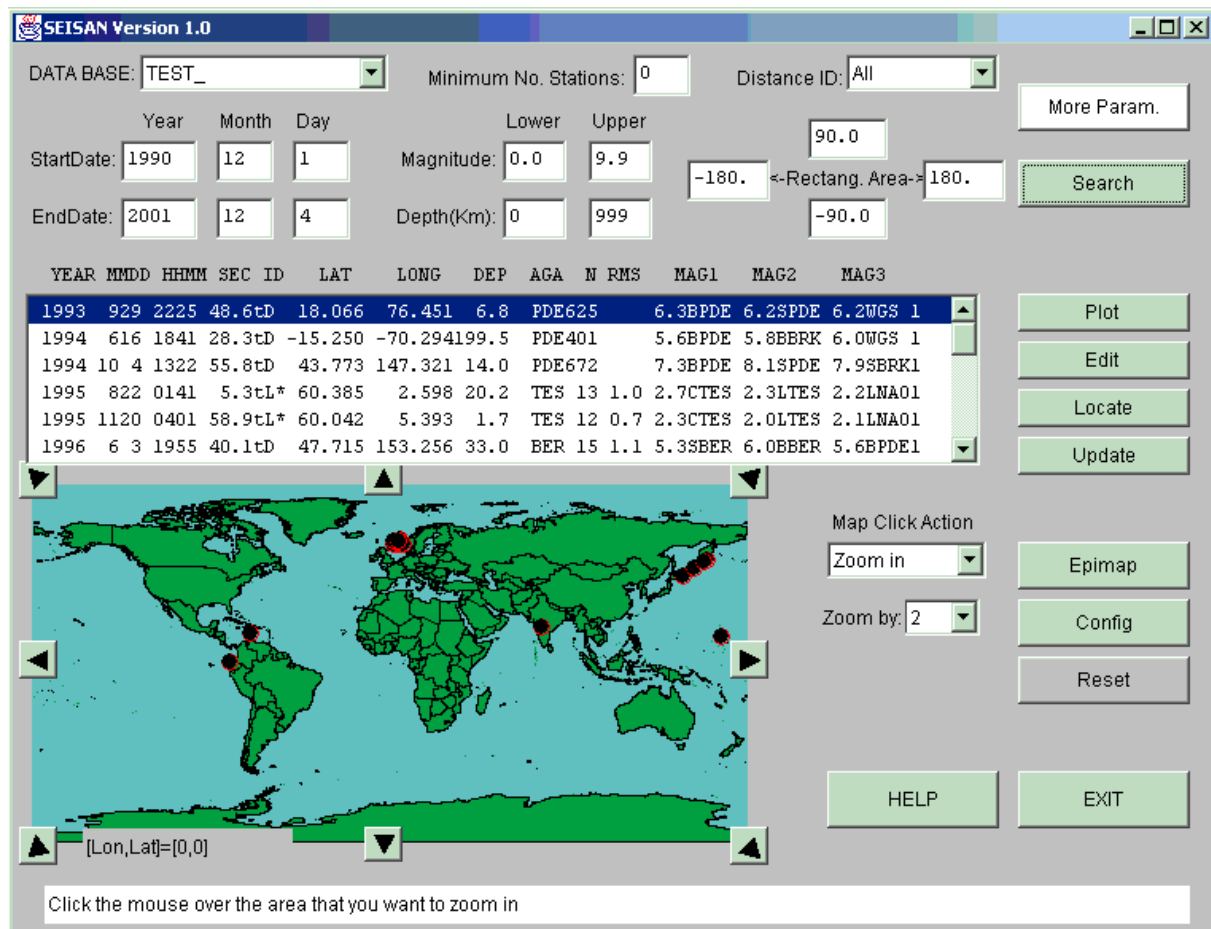 SEISAN Version 1.0
DATA BASE: TEST_ Minimum No. Stations: 0 Distance ID: All
More Param.
Year Month Day Lower Upper
90.0
StartDate: 1990 12 1 Magnitude: 0.0 9.9
-180. <-Rectang. Area-> 180.
Search
EndDate: 2001 12 4 Depth(Km): 0 999 -90.0
YEAR MMDD HHMM SEC ID LAT LONG DEP AGA N RMS MAG1 MAG2 MAG3
1993 929 2225 48.6tD 18.066 76.451 6.8 PDE625 6.3BPDE 6.2SPDE 6.2WGS 1
1994 616 1841 28.3tD -15.250 -70.294199.5 PDE401 5.6BPDE 5.8BBRK 6.0WGS 1
1994 10 4 1322 55.8tD 43.773 147.321 14.0 PDE672 7.3BPDE 8.1SPDE 7.9SBRK1
1995 822 0141 5.3tL* 60.385 2.598 20.2 TES 13 1.0 2.7CTES 2.3LTES 2.2LNAO1
1995 1120 0401 58.9tL* 60.042 5.393 1.7 TES 12 0.7 2.3CTES 2.0LTES 2.1LNAO1
1996 6 3 1955 40.1tD 47.715 153.256 33.0 BER 15 1.1 5.3SBER 6.0BBER 5.6BPDE1
Plot
Edit
Locate
Update
Map Click Action
Zoom in
Epimap
Zoom by: 2
Config
Reset
HELP
EXIT
[Lon,Lat]=[0,0]
Click the mouse over the area that you want to zoom in